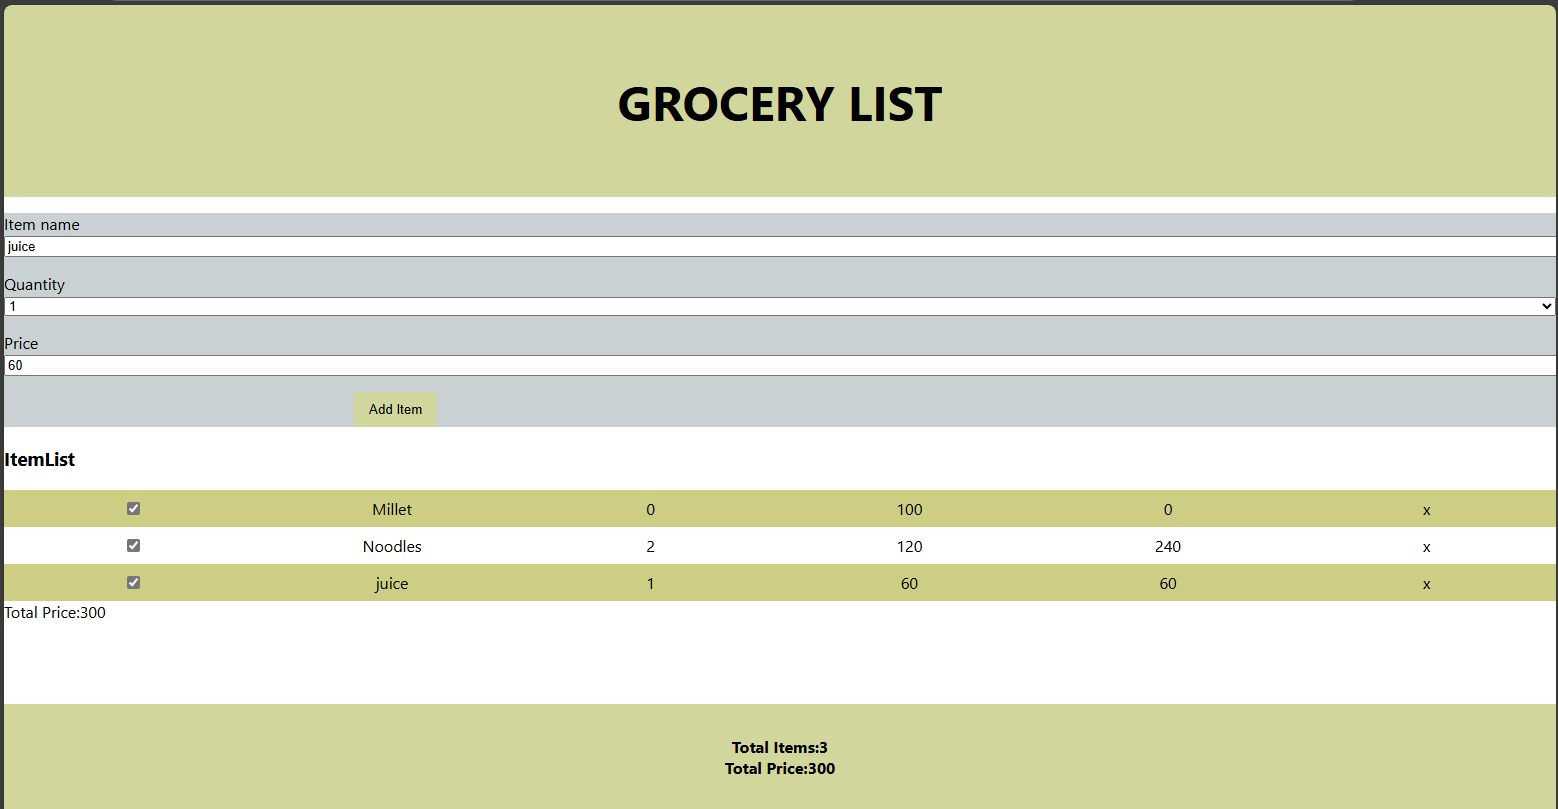 GROCERY LIST
Item name
juice
Quantity
1
Price
60
Add Item
ItemList
Millet 0 100 0 x
Noodles 2 120 240 x
juice 1 60 60 x
Total Price:300
Total Items:3
Total Price:300